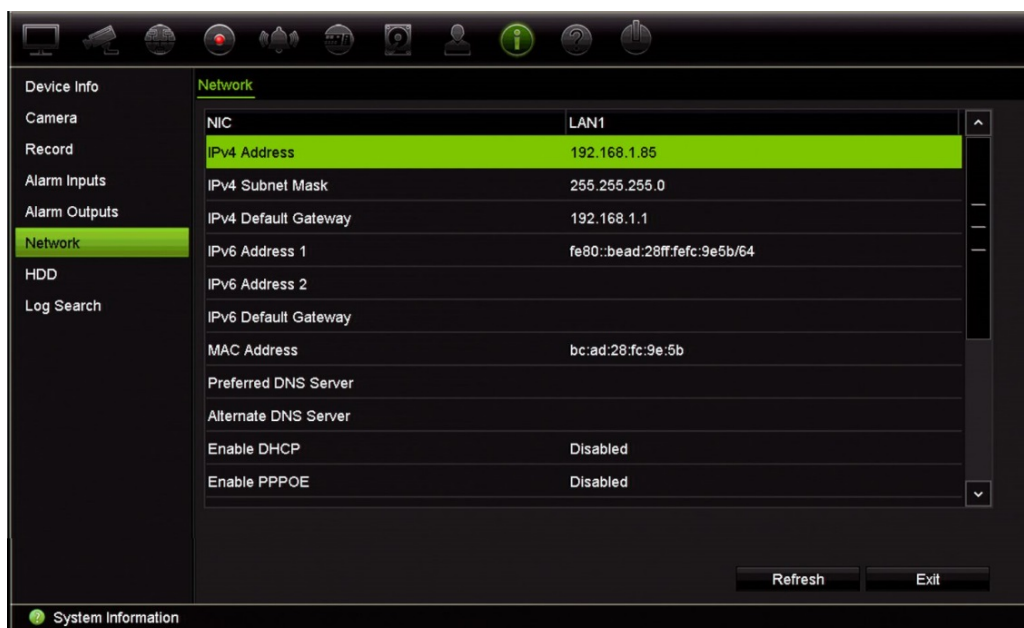 Device Info
Camera
Record
Alarm Inputs
Alarm Outputs
Network
HDD
Log Search
Network
NIC LAN1
IPv4 Address 192.168.1.85
IPv4 Subnet Mask 255.255.255.0
IPv4 Default Gateway 192.168.1.1
IPv6 Address 1 fe80::bead:28ff:fefc:9e5b/64
IPv6 Address 2
IPv6 Default Gateway
MAC Address bc:ad:28:fc:9e:5b
Preferred DNS Server
Alternate DNS Server
Enable DHCP Disabled
Enable PPPOE Disabled
Refresh Exit
System Information